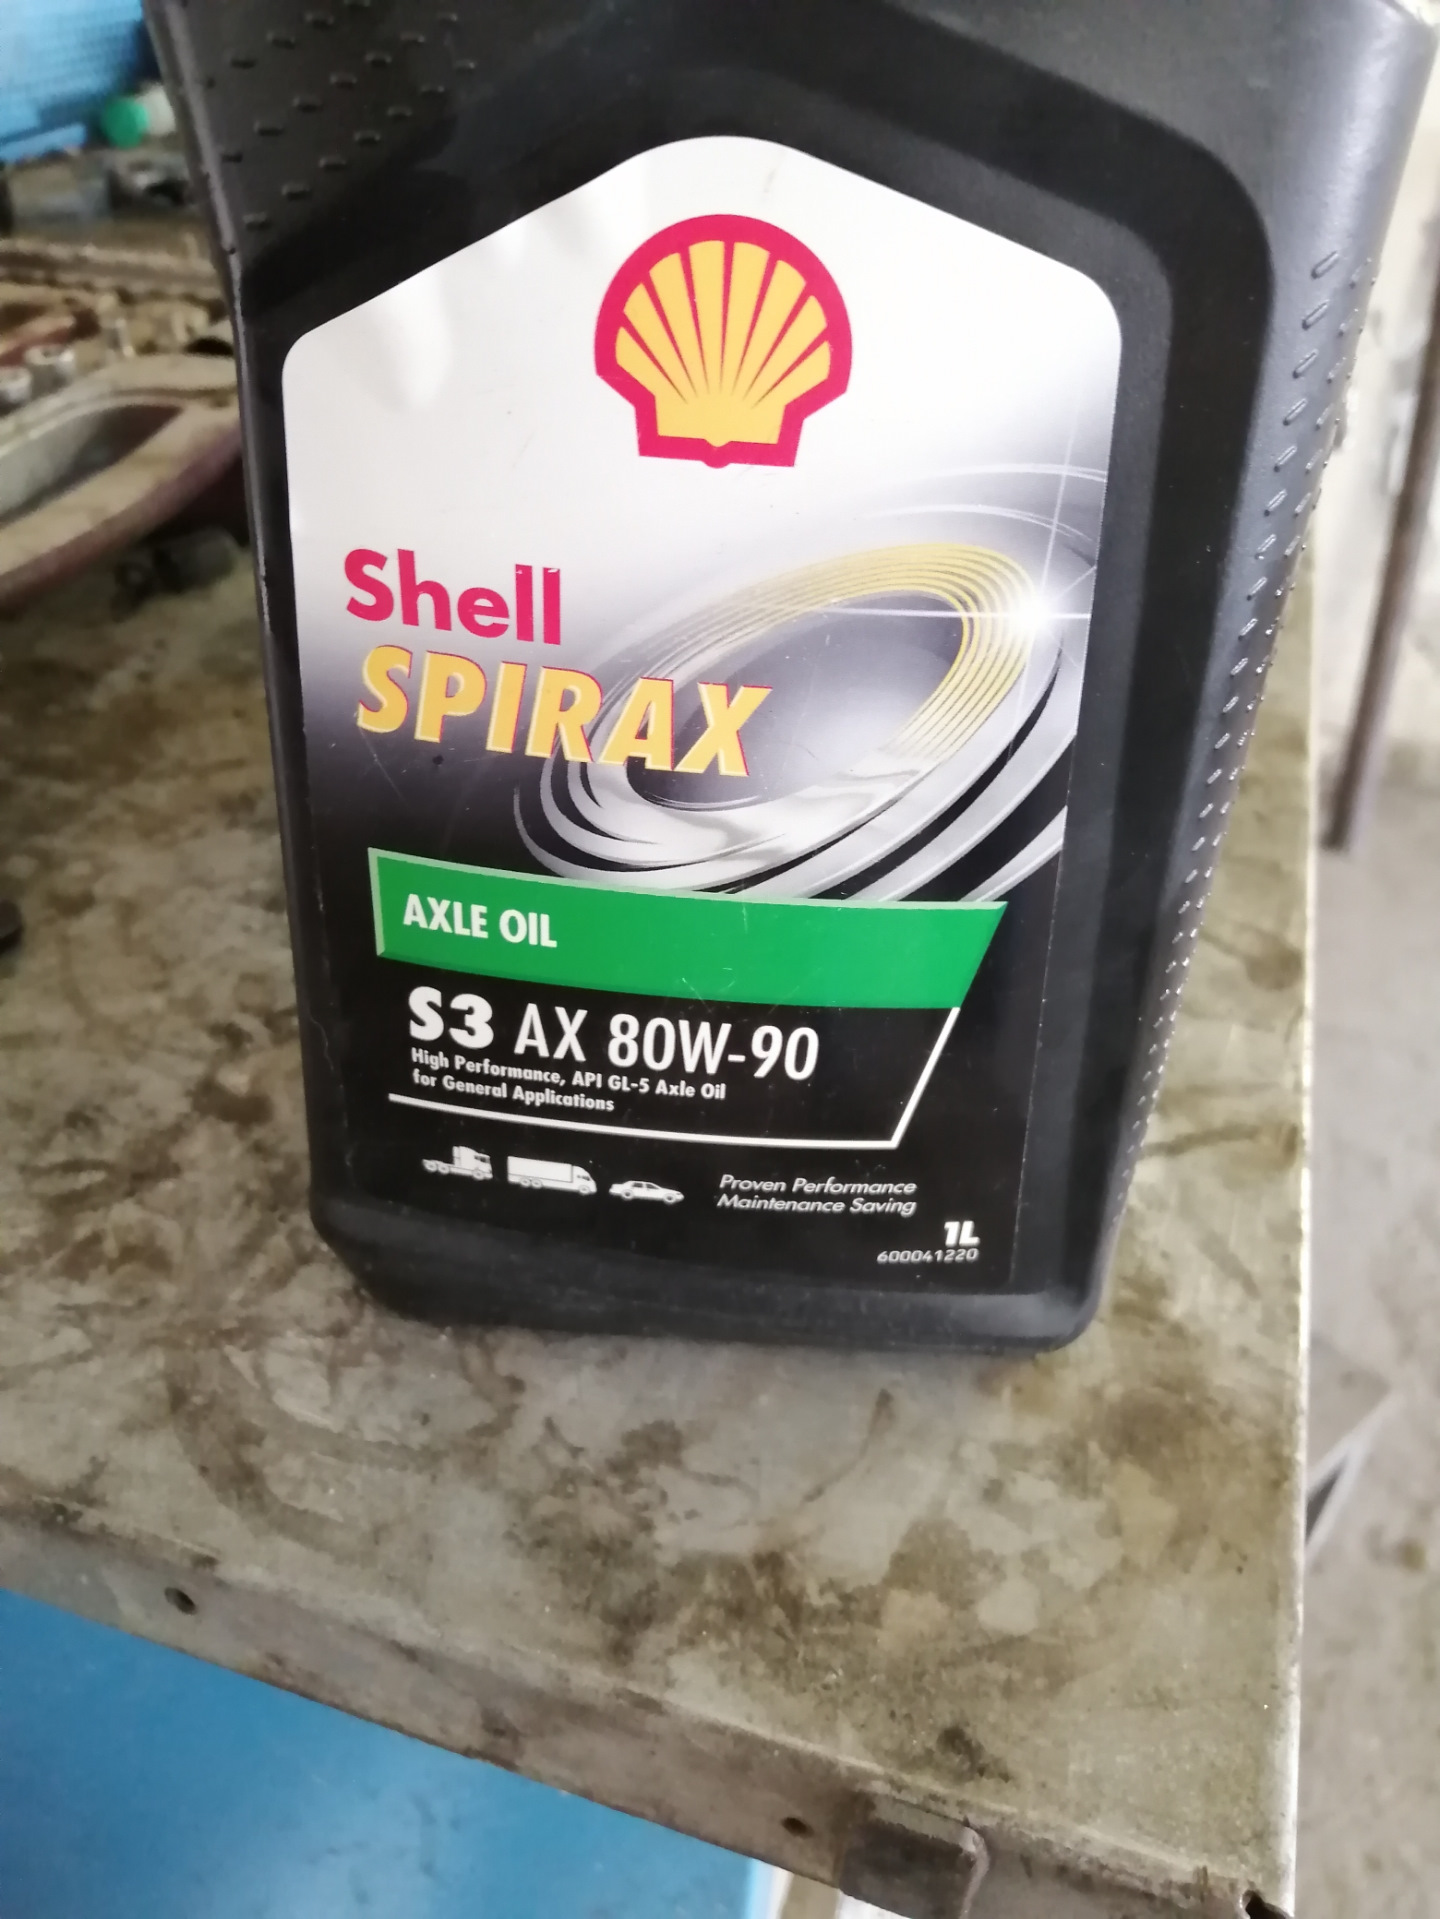 Shell
SPIRAX
AXLE OIL
S3 AX 80W-90
High Performance, API GL-5 Axle Oil
for General Applications
Proven Performance
Maintenance Saving
1L
600041220